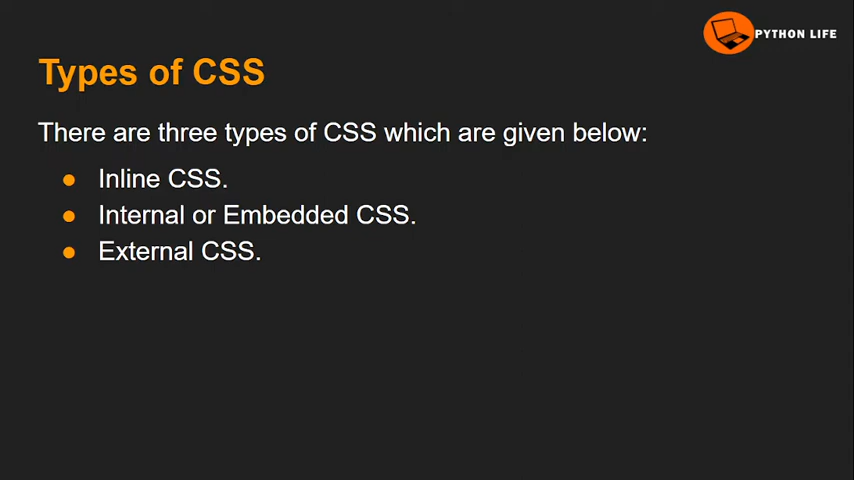 PYTHON LIFE
Types of CSS
There are three types of CSS which are given below:
● Inline CSS.
● Internal or Embedded CSS.
● External CSS.